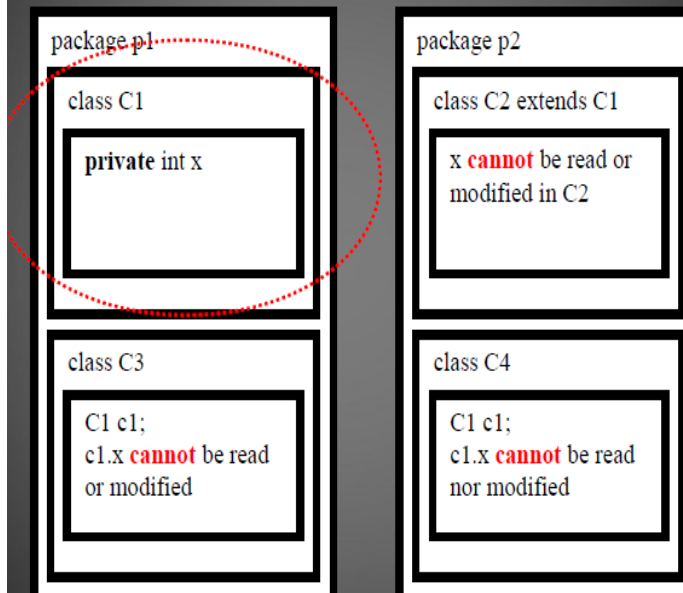 package p1
class C1
private int x
class C3
C1 c1;
c1.x cannot be read
or modified
package p2
class C2 extends C1
x cannot be read or
modified in C2
class C4
C1 c1;
c1.x cannot be read
nor modified